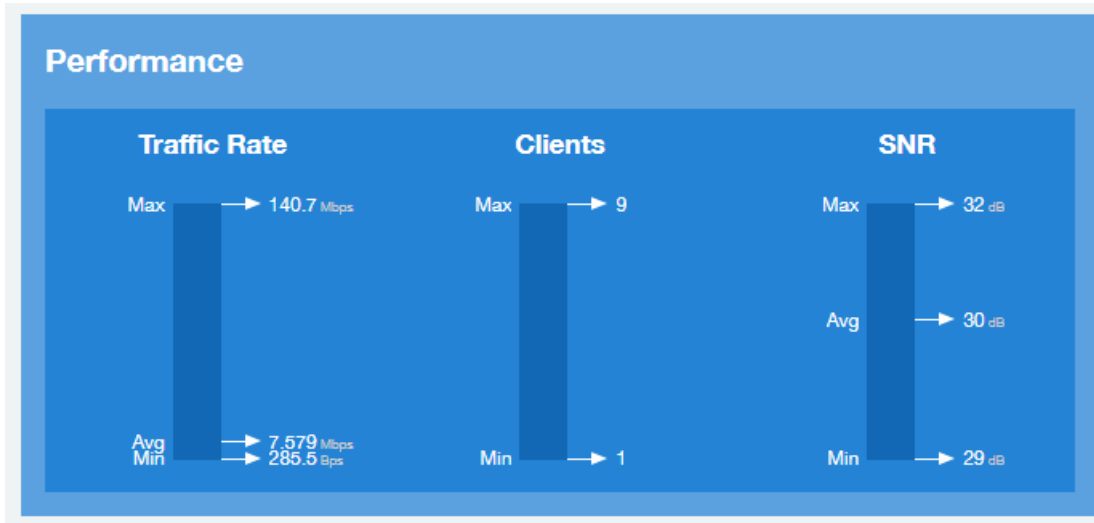 Performance
Traffic Rate
Max 140.7 Mbps
Avg 7.579 Mbps
Min 285.5 Bps
Clients
Max 9
Min 1
SNR
Max 32 dB
Avg 30 dB
Min 29 dB